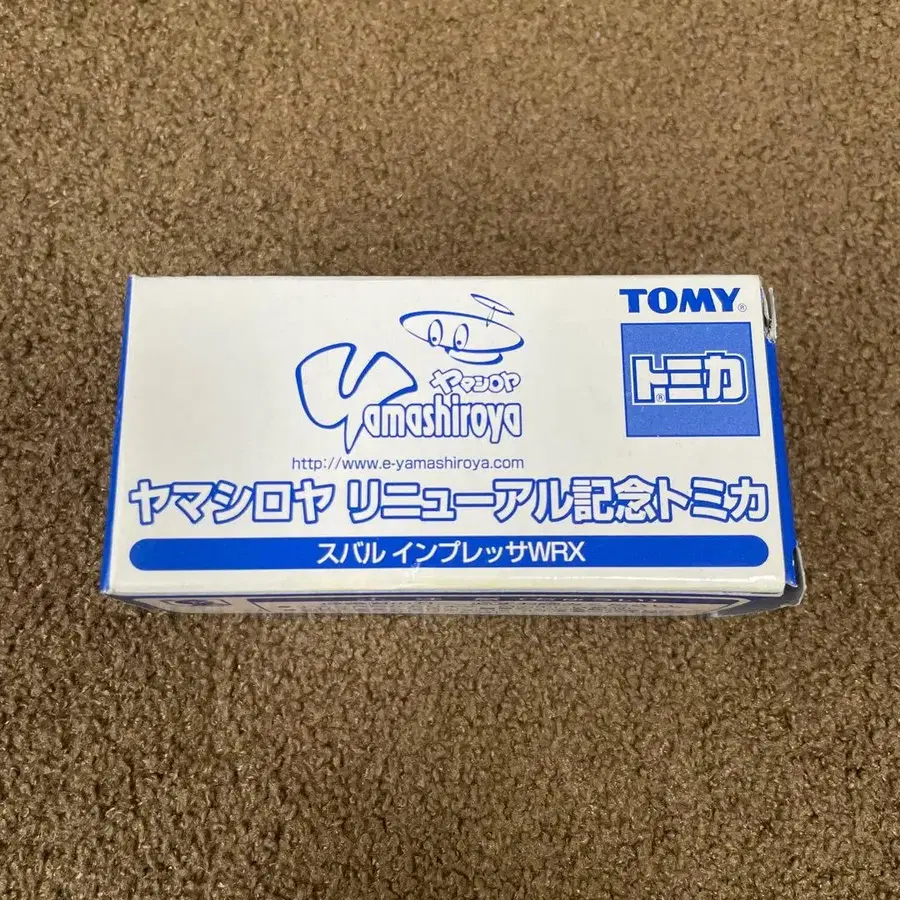 TOMY®
トミカ®
ヤマシロヤ
Yamashiroya
http://www.e-yamashiroya.com
ヤマシロヤ リニューアル記念トミカ
スバル インプレッサWRX